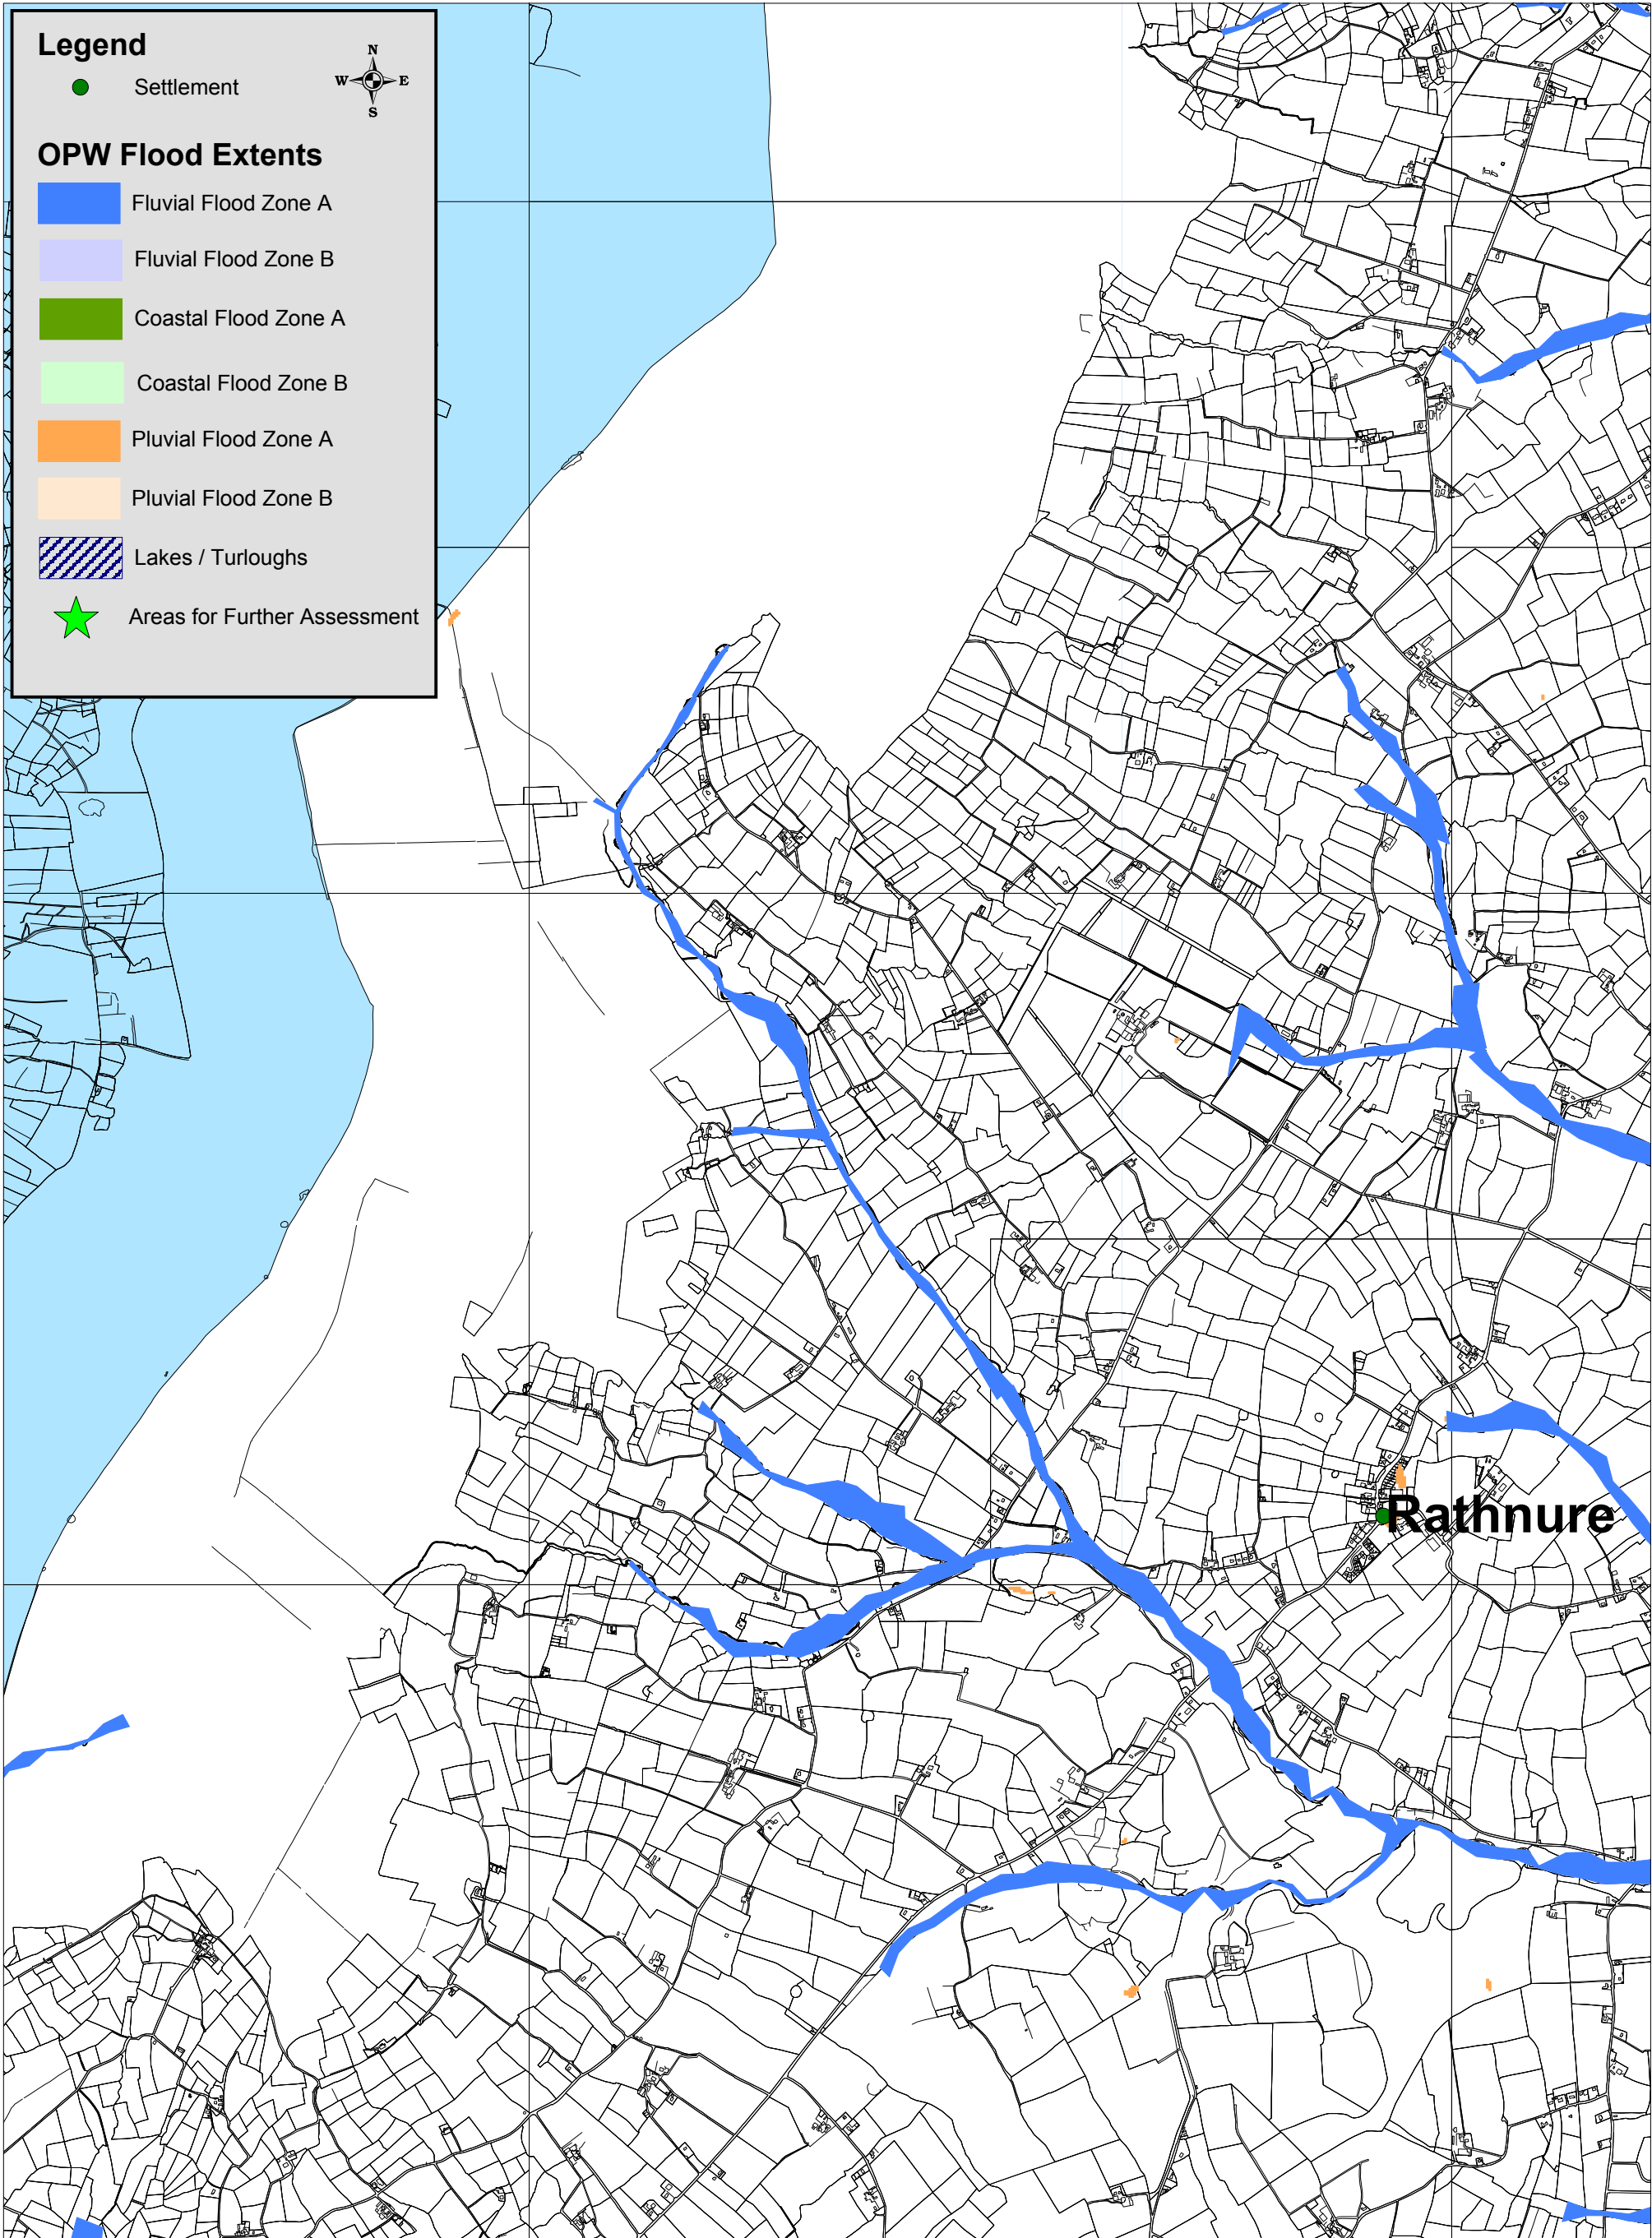 Legend
N
W E
S
Settlement
OPW Flood Extents
Fluvial Flood Zone A
Fluvial Flood Zone B
Coastal Flood Zone A
Coastal Flood Zone B
Pluvial Flood Zone A
Pluvial Flood Zone B
Lakes / Turloughs
Areas for Further Assessment
Rathnure